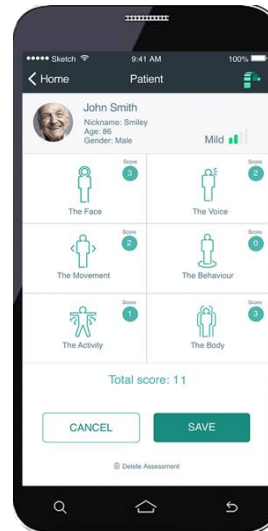 Sketch 9:41 AM 100%
Home Patient
John Smith
Nickname: Smiley
Age: 86
Gender: Male
Mild
Score
3
The Face
Score
2
The Voice
Score
2
The Movement
Score
0
The Behaviour
Score
1
The Activity
Score
3
The Body
Total score: 11
CANCEL SAVE
Delete Assessment